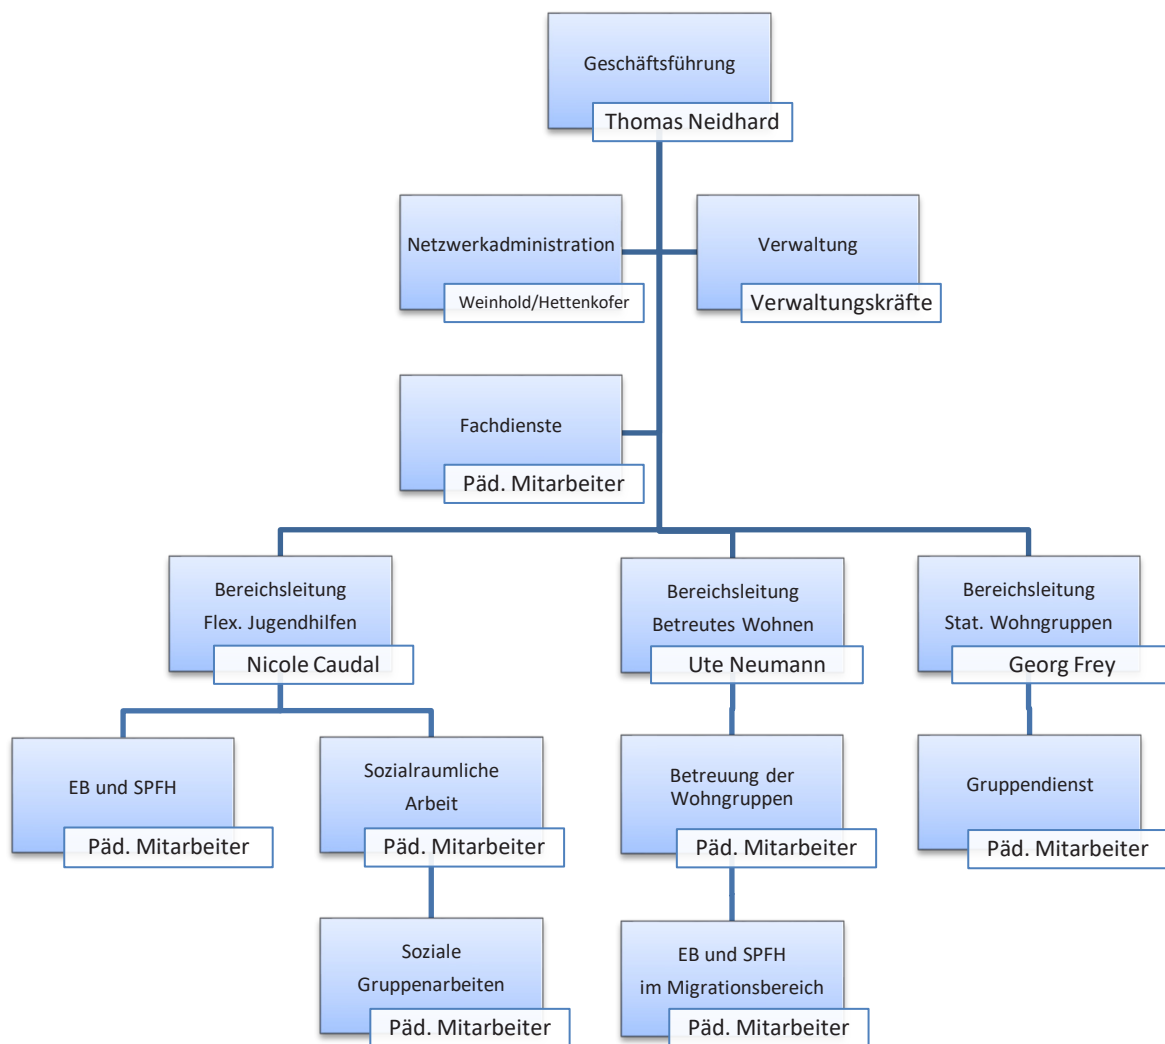 Geschäftsführung
Thomas Neidhard
Netzwerkadministration
Weinhold/Hettenkofer
Verwaltung
Verwaltungskräfte
Fachdienste
Päd. Mitarbeiter
Bereichsleitung
Flex. Jugendhilfen
Nicole Caudal
Bereichsleitung
Betreutes Wohnen
Ute Neumann
Bereichsleitung
Stat. Wohngruppen
Georg Frey
EB und SPFH
Päd. Mitarbeiter
Sozialraumliche
Arbeit
Päd. Mitarbeiter
Betreuung der
Wohngruppen
Päd. Mitarbeiter
Gruppendienst
Päd. Mitarbeiter
Soziale
Gruppenarbeiten
Päd. Mitarbeiter
EB und SPFH
im Migrationsbereich
Päd. Mitarbeiter